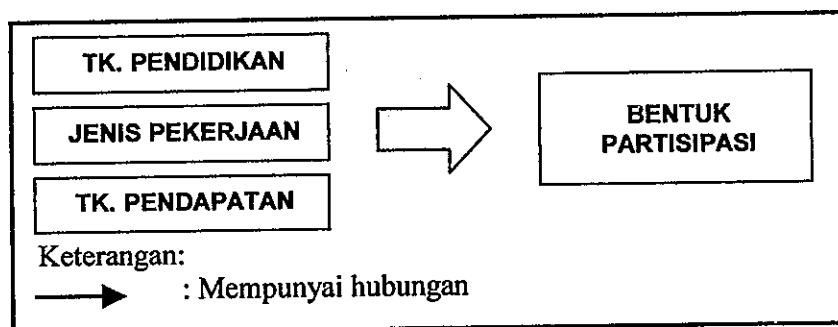 TK. PENDIDIKAN
JENIS PEKERJAAN
TK. PENDAPATAN
BENTUK
PARTISIPASI
Keterangan:
: Mempunyai hubungan